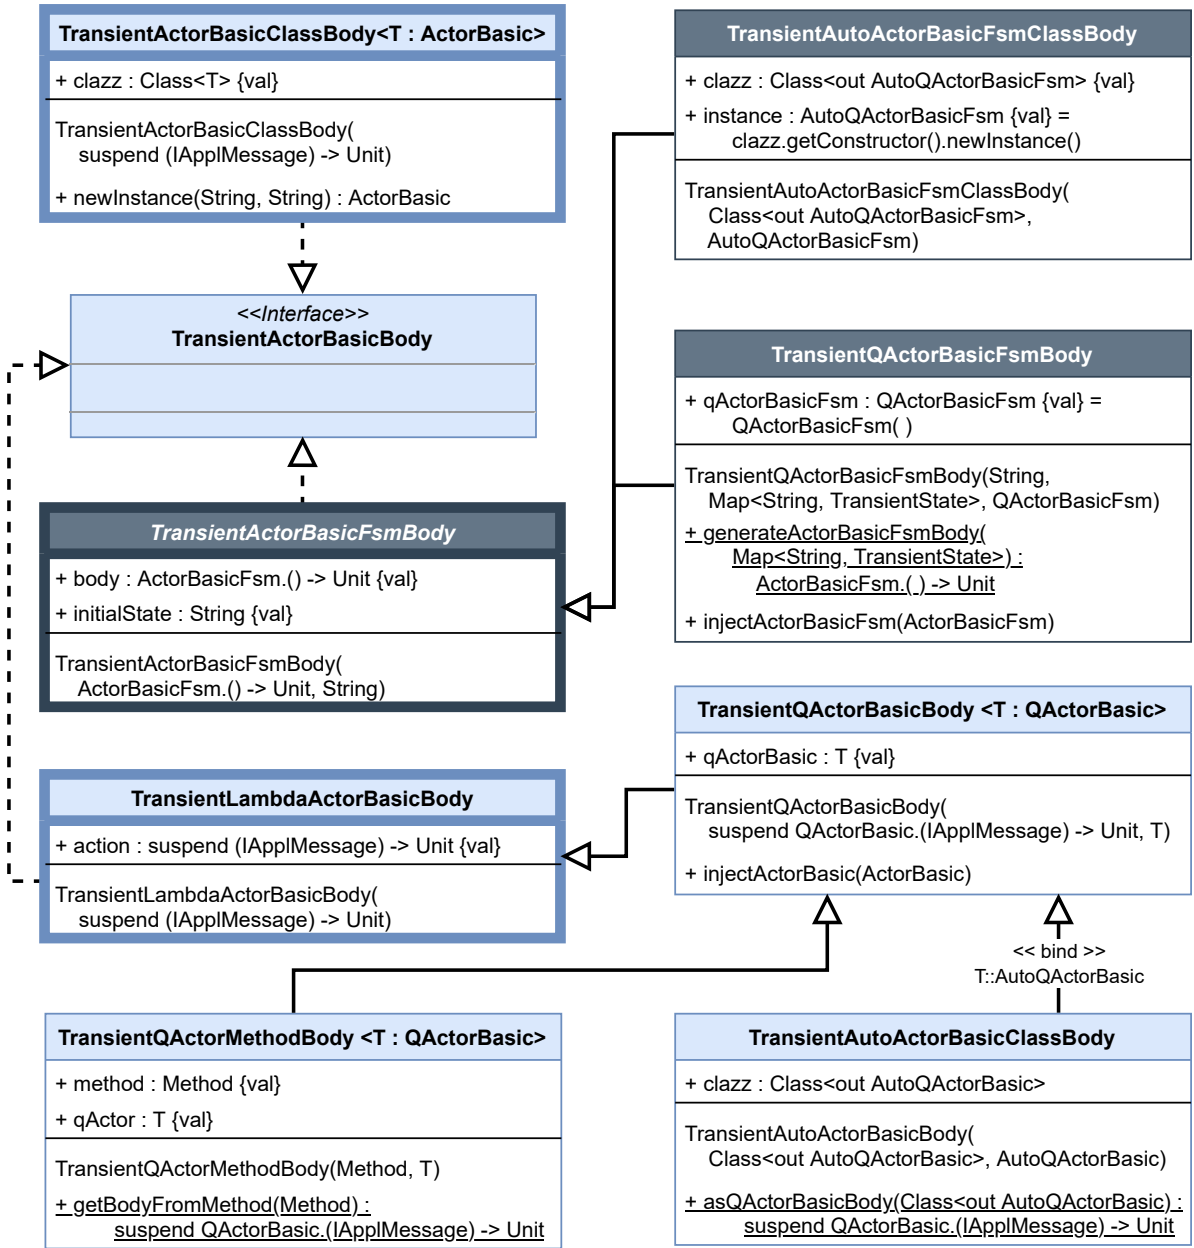 TransientActorBasicClassBody<T : ActorBasic>
+ clazz : Class<T> {val}
TransientActorBasicClassBody(
suspend (IApplMessage) -> Unit)
+ newInstance(String, String) : ActorBasic
<<Interface>>
TransientActorBasicBody
TransientActorBasicFsmBody
+ body : ActorBasicFsm.() -> Unit {val}
+ initialState : String {val}
TransientActorBasicFsmBody(
ActorBasicFsm.() -> Unit, String)
TransientLambdaActorBasicBody
+ action : suspend (IApplMessage) -> Unit {val}
TransientLambdaActorBasicBody(
suspend (IApplMessage) -> Unit)
TransientAutoActorBasicFsmClassBody
+ clazz : Class<out AutoQActorBasicFsm> {val}
+ instance : AutoQActorBasicFsm {val} =
clazz.getConstructor().newInstance()
TransientAutoActorBasicFsmClassBody(
Class<out AutoQActorBasicFsm>,
AutoQActorBasicFsm)
TransientQActorBasicFsmBody
+ qActorBasicFsm : QActorBasicFsm {val} =
QActorBasicFsm( )
TransientQActorBasicFsmBody(String,
Map<String, TransientState>, QActorBasicFsm)
+ generateActorBasicFsmBody(
Map<String, TransientState>) :
ActorBasicFsm.( ) -> Unit
+ injectActorBasicFsm(ActorBasicFsm)
TransientQActorBasicBody <T : QActorBasic>
+ qActorBasic : T {val}
TransientQActorBasicBody(
suspend QActorBasic.(IApplMessage) -> Unit, T)
+ injectActorBasic(ActorBasic)
<< bind >>
T::AutoQActorBasic
TransientQActorMethodBody <T : QActorBasic>
+ method : Method {val}
+ qActor : T {val}
TransientQActorMethodBody(Method, T)
+ getBodyFromMethod(Method) :
suspend QActorBasic.(IApplMessage) -> Unit
TransientAutoActorBasicClassBody
+ clazz : Class<out AutoQActorBasic>
TransientAutoActorBasicBody(
Class<out AutoQActorBasic>, AutoQActorBasic)
+ asQActorBasicBody(Class<out AutoQActorBasic) :
suspend QActorBasic.(IApplMessage) -> Unit